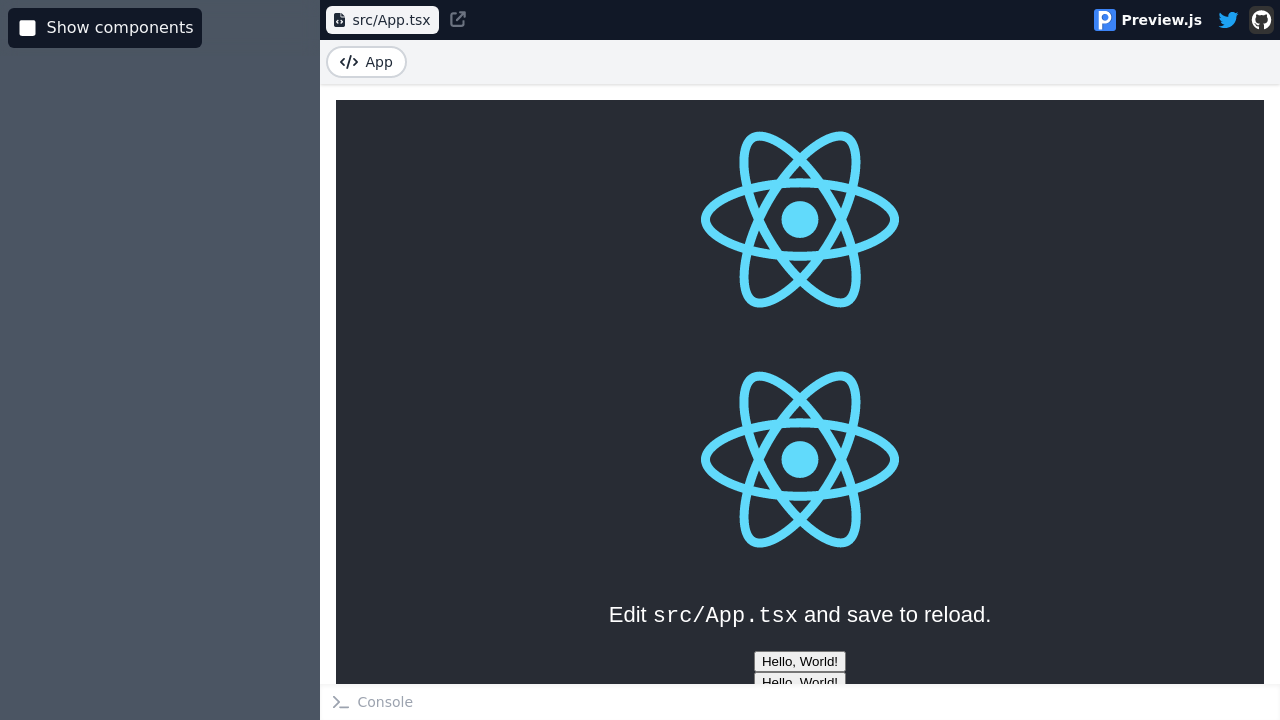 Show components
src/App.tsx
Preview.js
App
Edit src/App.tsx and save to reload.
Hello, World!
Hello, World!
Console